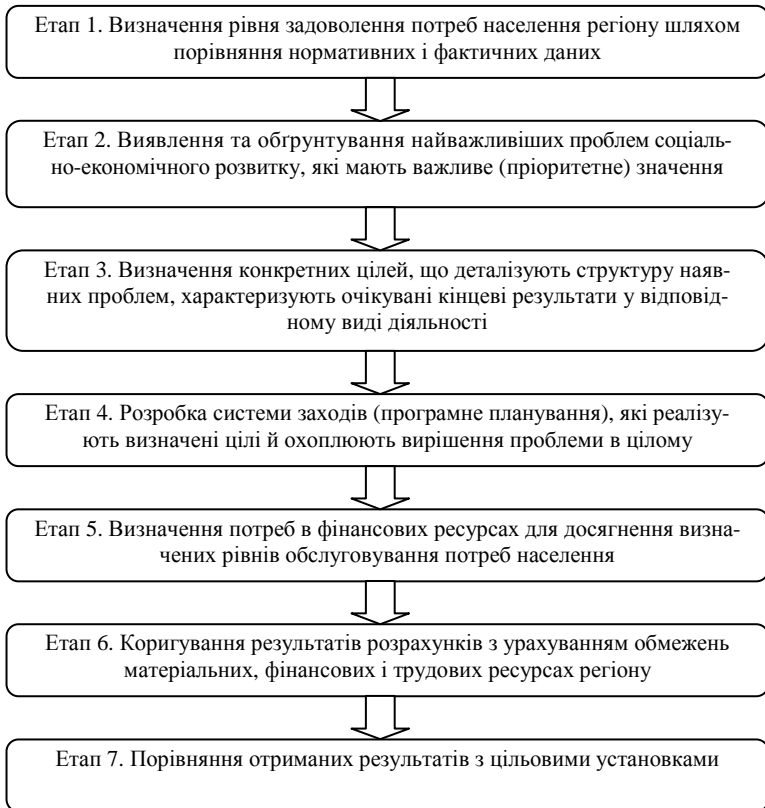 Етап 1. Визначення рівня задоволення потреб населення регіону шляхом
порівняння нормативних і фактичних даних
Етап 2. Виявлення та обґрунтування найважливіших проблем соціаль-
но-економічного розвитку, які мають важливе (пріоритетне) значення
Етап 3. Визначення конкретних цілей, що деталізують структуру наяв-
них проблем, характеризують очікувані кінцеві результати у відповід-
ному виді діяльності
Етап 4. Розробка системи заходів (програмне планування), які реалізу-
ють визначені цілі й охоплюють вирішення проблеми в цілому
Етап 5. Визначення потреб в фінансових ресурсах для досягнення визна-
чених рівнів обслуговування потреб населення
Етап 6. Коригування результатів розрахунків з урахуванням обмежень
матеріальних, фінансових і трудових ресурсах регіону
Етап 7. Порівняння отриманих результатів з цільовими установками